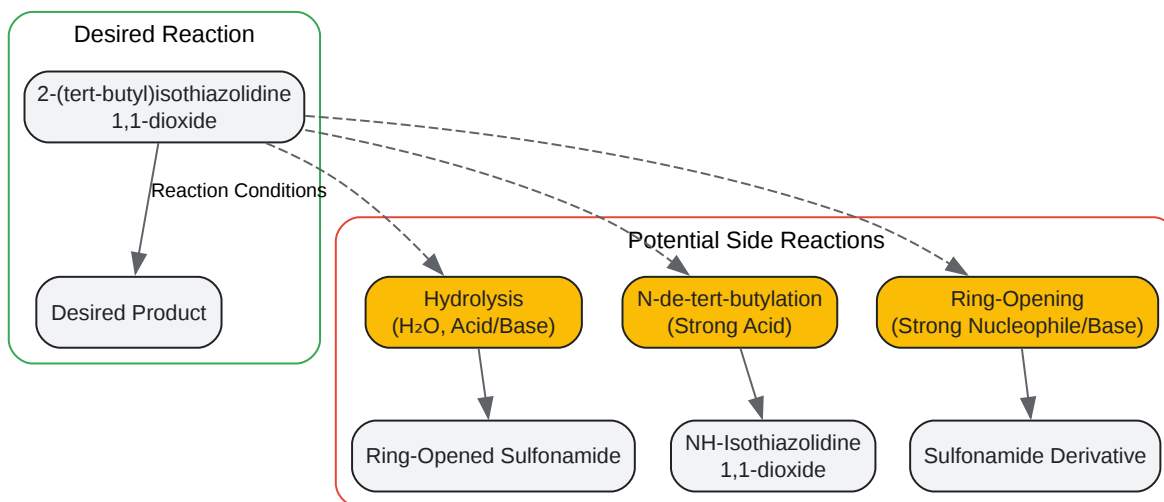 Desired Reaction
2-(tert-butyl)isothiazolidine
1,1-dioxide
Reaction Conditions
Desired Product
Potential Side Reactions
Hydrolysis
(H₂O, Acid/Base)
N-de-tert-butylation
(Strong Acid)
Ring-Opening
(Strong Nucleophile/Base)
Ring-Opened Sulfonamide
NH-Isothiazolidine
1,1-dioxide
Sulfonamide Derivative